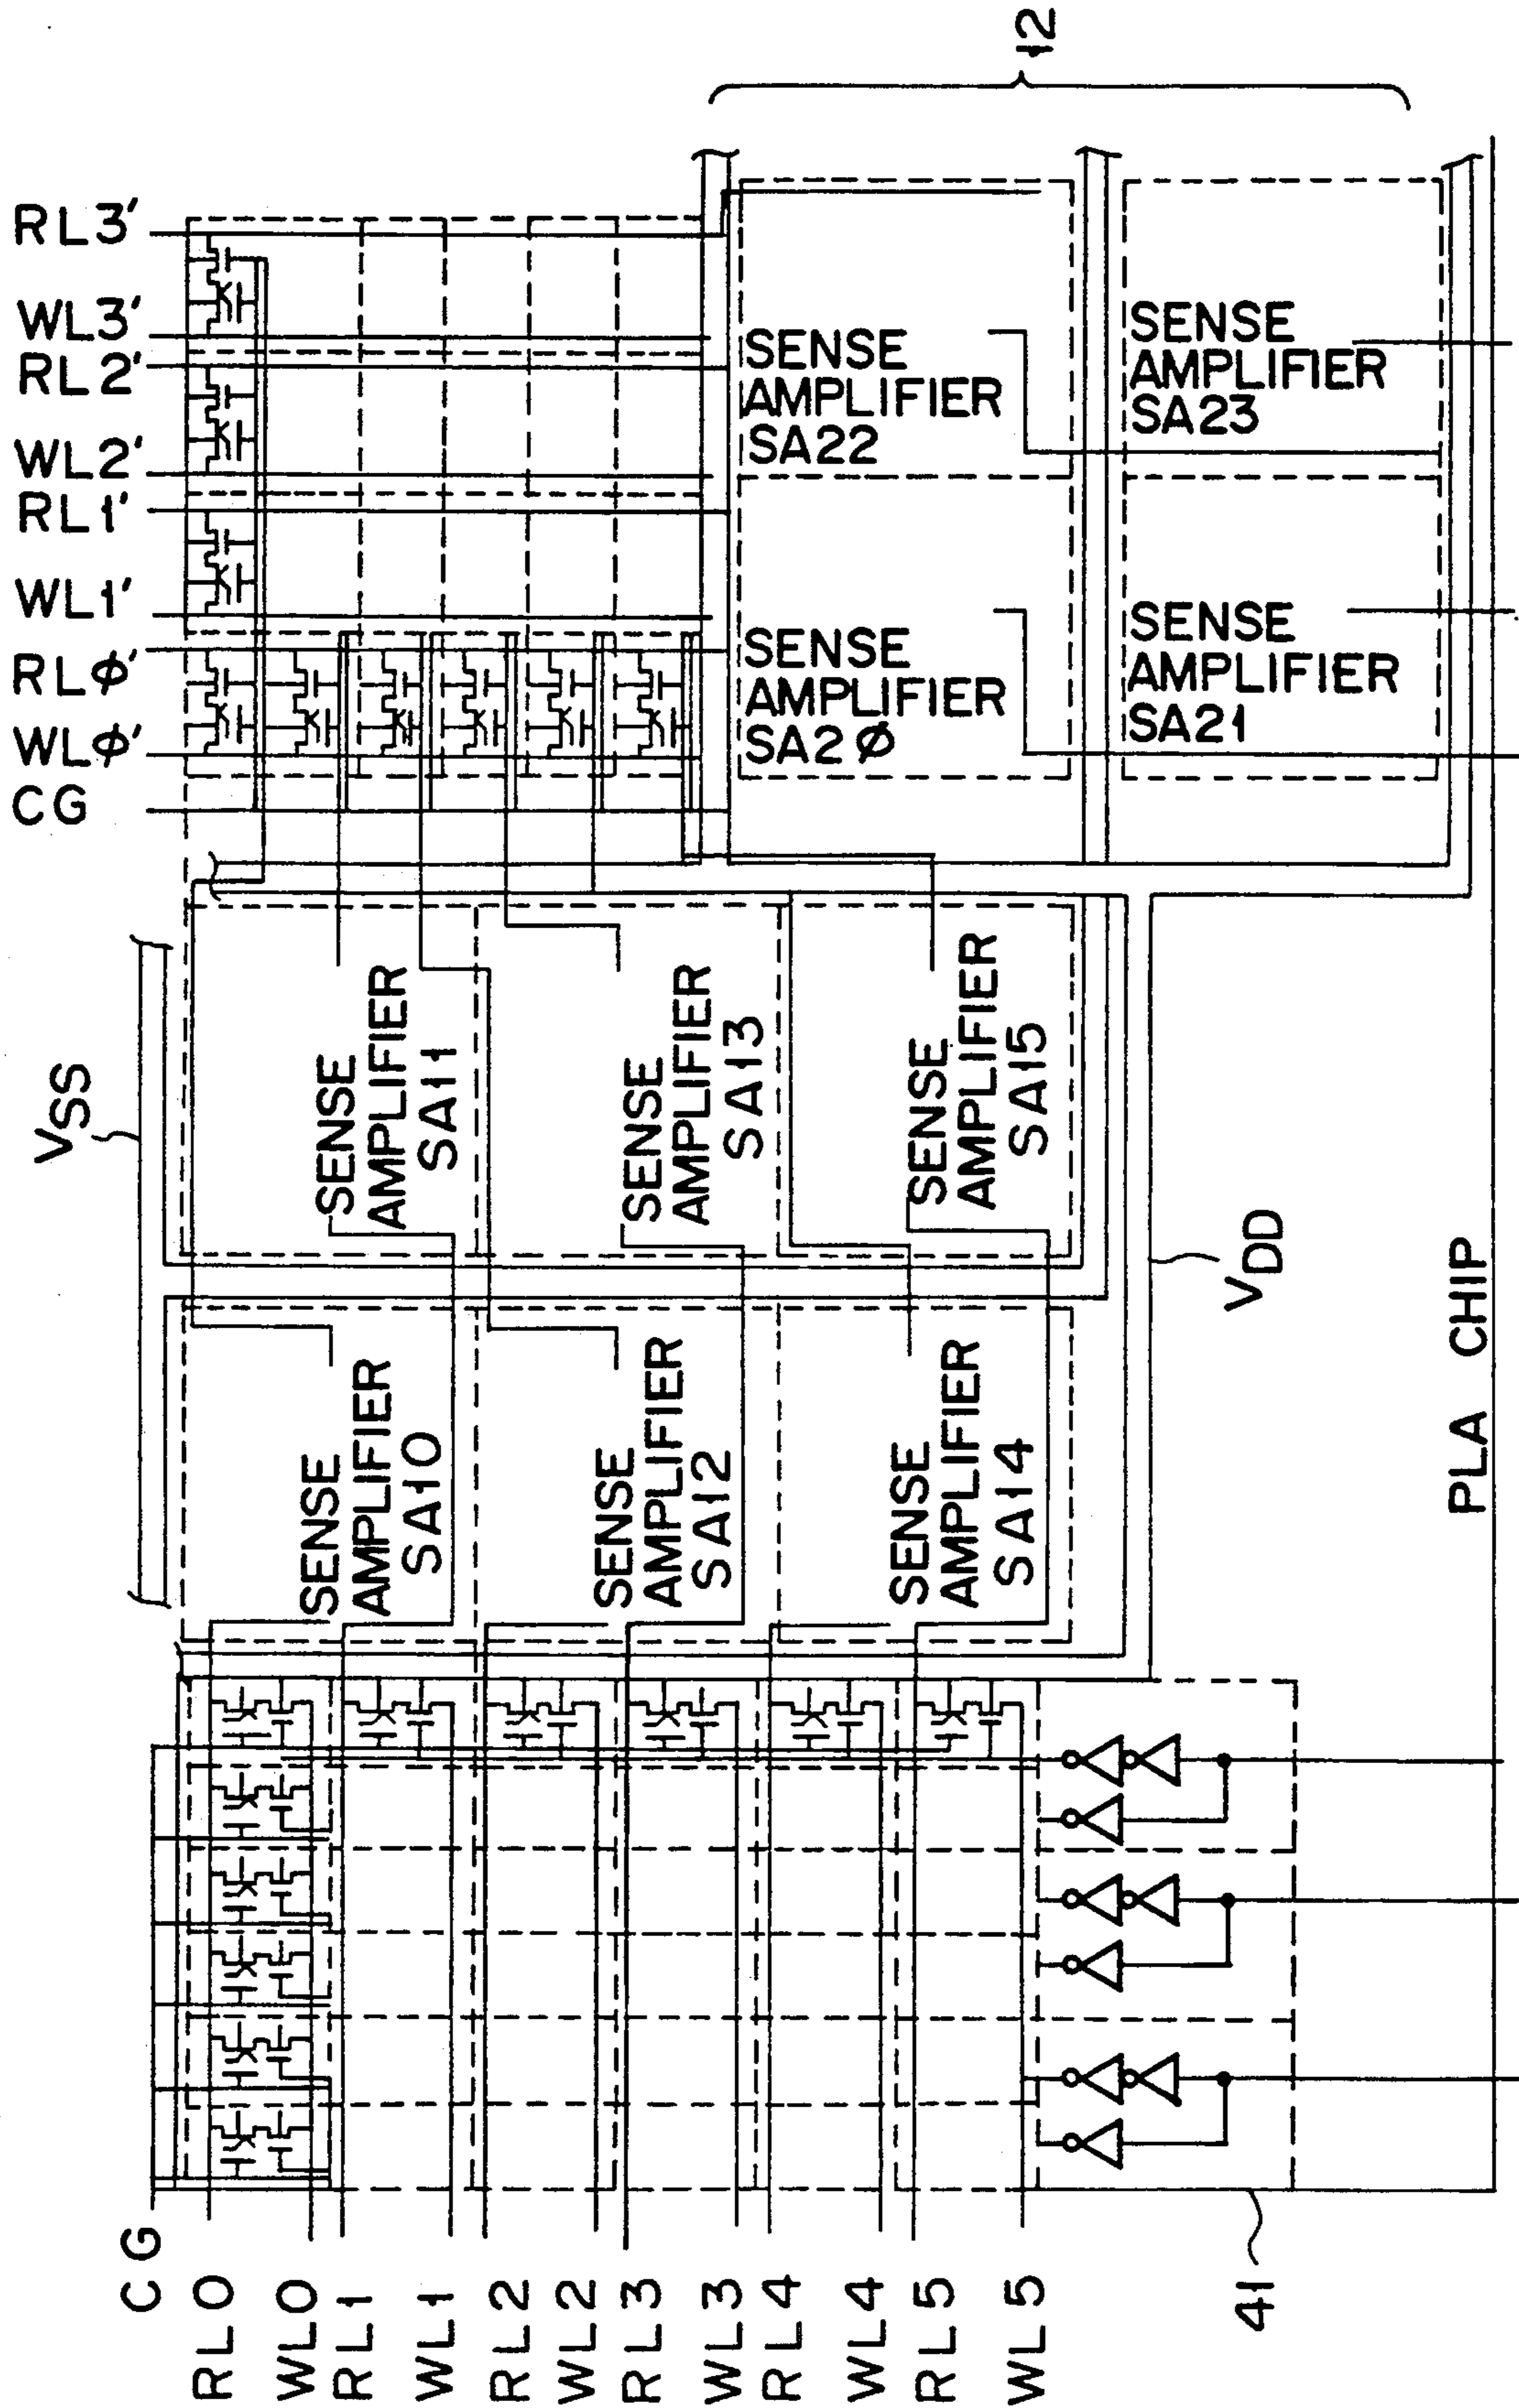 RL3'
WL3'
RL2'
WL2'
RL1'
WL1'
RLφ'
WLφ'
CG
12
SENSE
AMPLIFIER
SA22
SENSE
AMPLIFIER
SA23
SENSE
AMPLIFIER
SA2Ø
SENSE
AMPLIFIER
SA21
VSS
SENSE
AMPLIFIER
SA11
SENSE
AMPLIFIER
SA13
SENSE
AMPLIFIER
SA15
SENSE
AMPLIFIER
SA10
SENSE
AMPLIFIER
SA12
SENSE
AMPLIFIER
SA14
VDD
PLA CHIP
CG
RL0
WL0
RL1
WL1
RL2
WL2
RL3
WL3
RL4
WL4
RL5
WL5
41